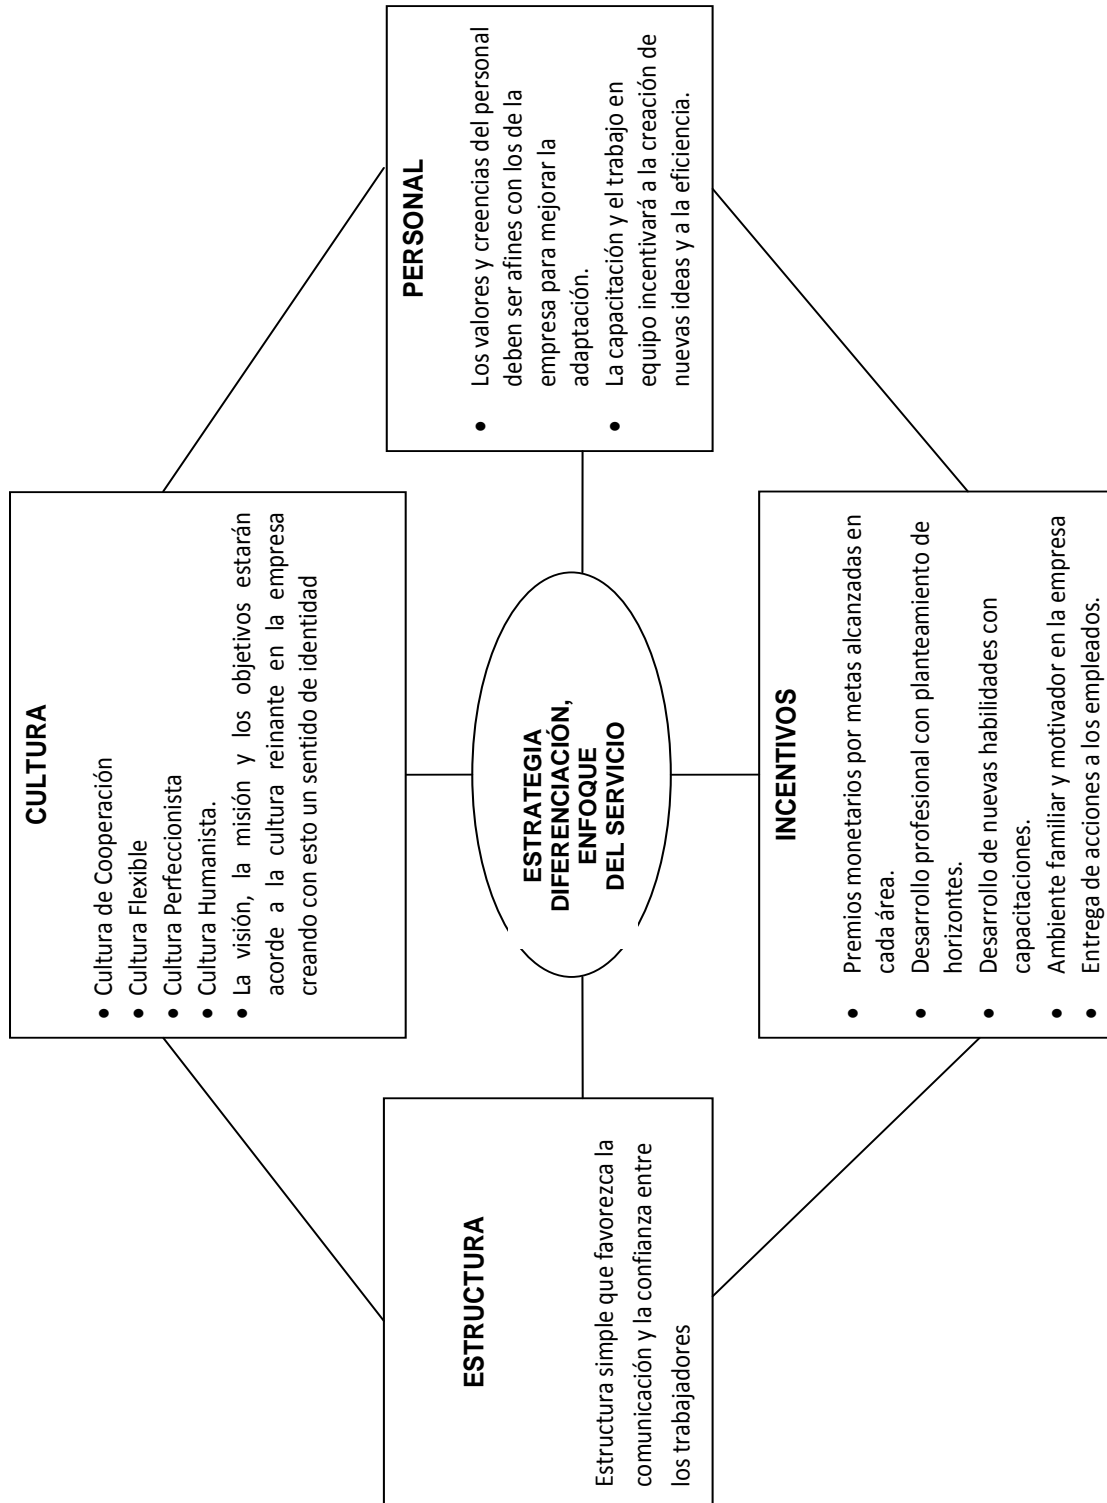 CULTURA
• Cultura de Cooperación
• Cultura Flexible
• Cultura Perfeccionista
• Cultura Humanista.
• La visión, la misión y los objetivos estarán
acorde a la cultura reinante en la empresa
creando con esto un sentido de identidad
ESTRUCTURA
Estructura simple que favorezca la
comunicación y la confianza entre
los trabajadores
ESTRATEGIA
DIFERENCIACIÓN,
ENFOQUE
DEL SERVICIO
PERSONAL
• Los valores y creencias del personal
deben ser afines con los de la
empresa para mejorar la
adaptación.
• La capacitación y el trabajo en
equipo incentivará a la creación de
nuevas ideas y a la eficiencia.
INCENTIVOS
• Premios monetarios por metas alcanzadas en
cada área.
• Desarrollo profesional con planteamiento de
horizontes.
• Desarrollo de nuevas habilidades con
capacitaciones.
• Ambiente familiar y motivador en la empresa
• Entrega de acciones a los empleados.